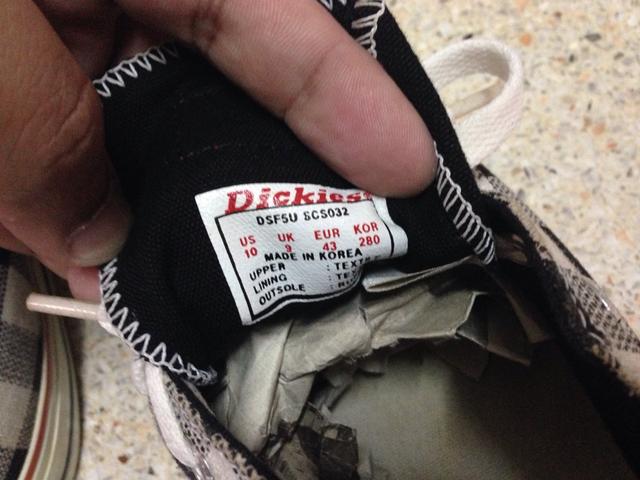 Dickies
DSF5U SCS032
US UK EUR KOR
10 9 43 280
MADE IN KOREA
UPPER :
LINING :
OUTSOLE :